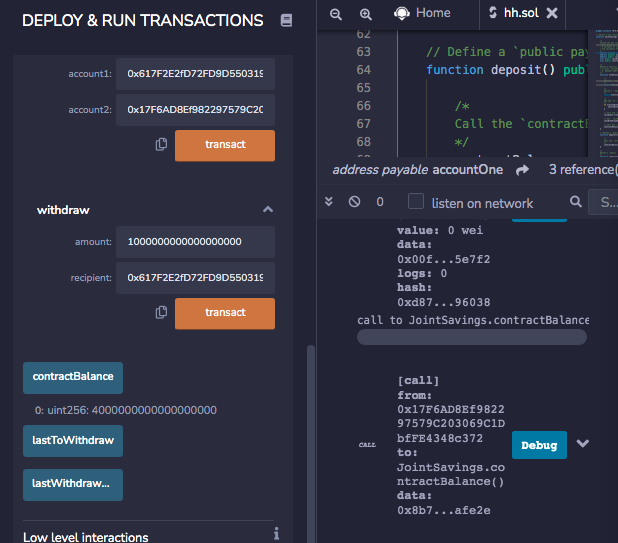 DEPLOY & RUN TRANSACTIONS
account1: 0x617F2E2fD72FD9D550319
account2: 0x17F6AD8Ef982297579C20
transact
withdraw
amount: 1000000000000000000
recipient: 0x617F2E2fD72FD9D550319
transact
contractBalance
0: uint256: 4000000000000000000
lastToWithdraw
lastWithdraw...
Low level interactions
i
Home
hh.sol
62
63 // Define a `public pay
64 function deposit() publ
65
66 /*
67 Call the `contractB
68 */
address payable accountOne
3 reference(
0
listen on network
S...
value: 0 wei
data:
0x00f...5e7f2
logs: 0
hash:
0xd87...96038
call to JointSavings.contractBalance
[call]
from:
0x17F6AD8Ef9822
97579C203069C1D
bfFE4348c372
to:
JointSavings.co
ntractBalance()
data:
0x8b7...afe2e
CALL
Debug